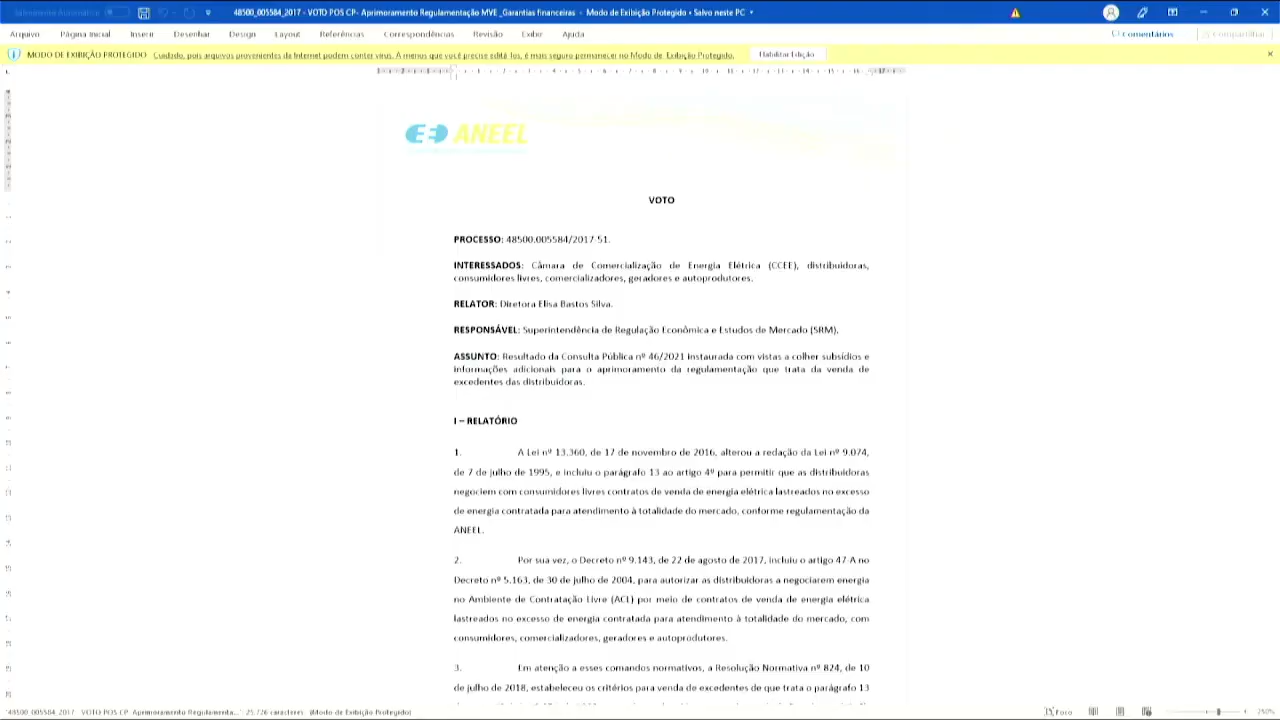 48500_005584_2017 - VOTO POS CP- Aprimoramento Regulamentação MVE _Garantias financeiras - Modo de Exibição Protegido • Salvo neste PC
Arquivo Página Inicial Inserir Desenhar Design Layout Referências Correspondências Revisão Exibir Ajuda Comentários Compartilhar
MODO DE EXIBIÇÃO PROTEGIDO Cuidado, pois arquivos provenientes da Internet podem conter vírus. A menos que você precise editá-los, é mais seguro permanecer no Modo de Exibição Protegido. Habilitar Edição
ANEEL
VOTO
PROCESSO: 48500.005584/2017-51.
INTERESSADOS: Câmara de Comercialização de Energia Elétrica (CCEE), distribuidoras,
consumidores livres, comercializadores, geradores e autoprodutores.
RELATOR: Diretora Elisa Bastos Silva.
RESPONSÁVEL: Superintendência de Regulação Econômica e Estudos de Mercado (SRM).
ASSUNTO: Resultado da Consulta Pública nº 46/2021 instaurada com vistas a colher subsídios e
informações adicionais para o aprimoramento da regulamentação que trata da venda de
excedentes das distribuidoras.
I – RELATÓRIO
1. A Lei nº 13.360, de 17 de novembro de 2016, alterou a redação da Lei nº 9.074,
de 7 de julho de 1995, e incluiu o parágrafo 13 ao artigo 4º para permitir que as distribuidoras
negociem com consumidores livres contratos de venda de energia elétrica lastreados no excesso
de energia contratada para atendimento à totalidade do mercado, conforme regulamentação da
ANEEL.
2. Por sua vez, o Decreto nº 9.143, de 22 de agosto de 2017, incluiu o artigo 47-A no
Decreto nº 5.163, de 30 de julho de 2004, para autorizar as distribuidoras a negociarem energia
no Ambiente de Contratação Livre (ACL) por meio de contratos de venda de energia elétrica
lastreados no excesso de energia contratada para atendimento à totalidade do mercado, com
consumidores, comercializadores, geradores e autoprodutores.
3. Em atenção a esses comandos normativos, a Resolução Normativa nº 824, de 10
de julho de 2018, estabeleceu os critérios para venda de excedentes de que trata o parágrafo 13
"48500_005584_2017 - VOTO POS CP- Aprimoramento Regulamenta...": 25.726 caracteres (Modo de Exibição Protegido) Foco 250%